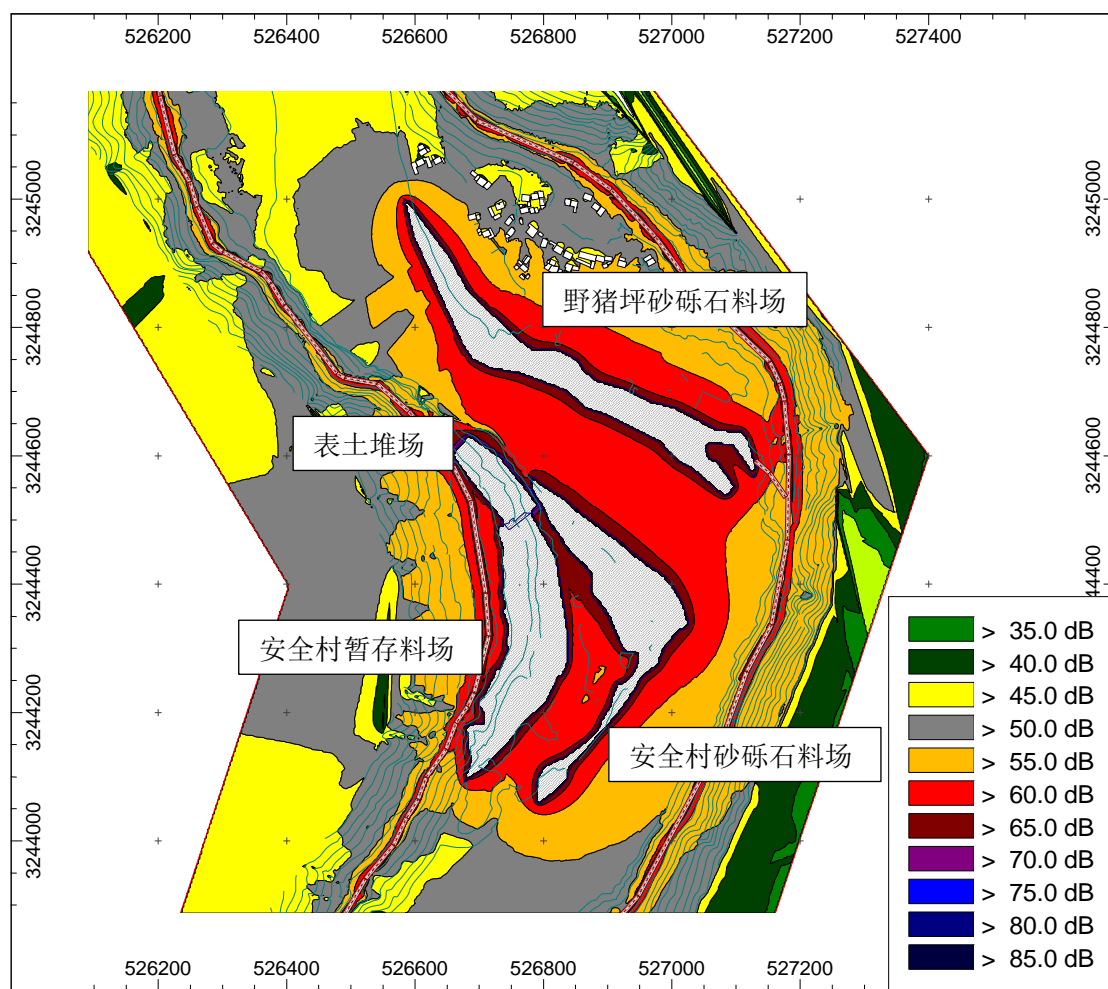 526200 526400 526600 526800 527000 527200 527400
3245000 3245000
野猪坪砂砾石料场
3244800 3244800
表土堆场
3244600 3244600
3244400 3244400
安全村暂存料场
3244200
安全村砂砾石料场
3244000
> 35.0 dB
> 40.0 dB
> 45.0 dB
> 50.0 dB
> 55.0 dB
> 60.0 dB
> 65.0 dB
> 70.0 dB
> 75.0 dB
> 80.0 dB
> 85.0 dB
526200 526400 526600 526800 527000 527200